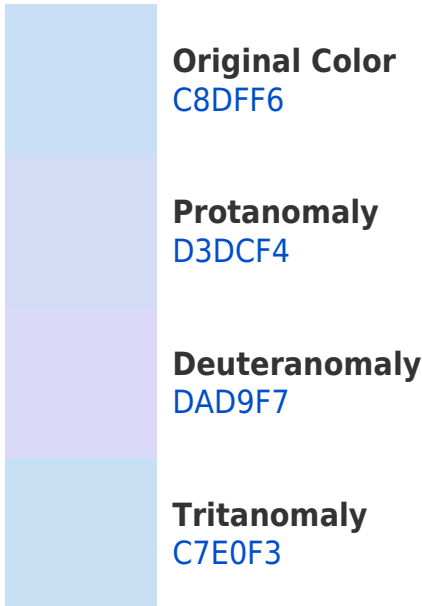 Original Color
C8DFF6
Protanomaly
D3DCF4
Deuteranomaly
DAD9F7
Tritanomaly
C7E0F3